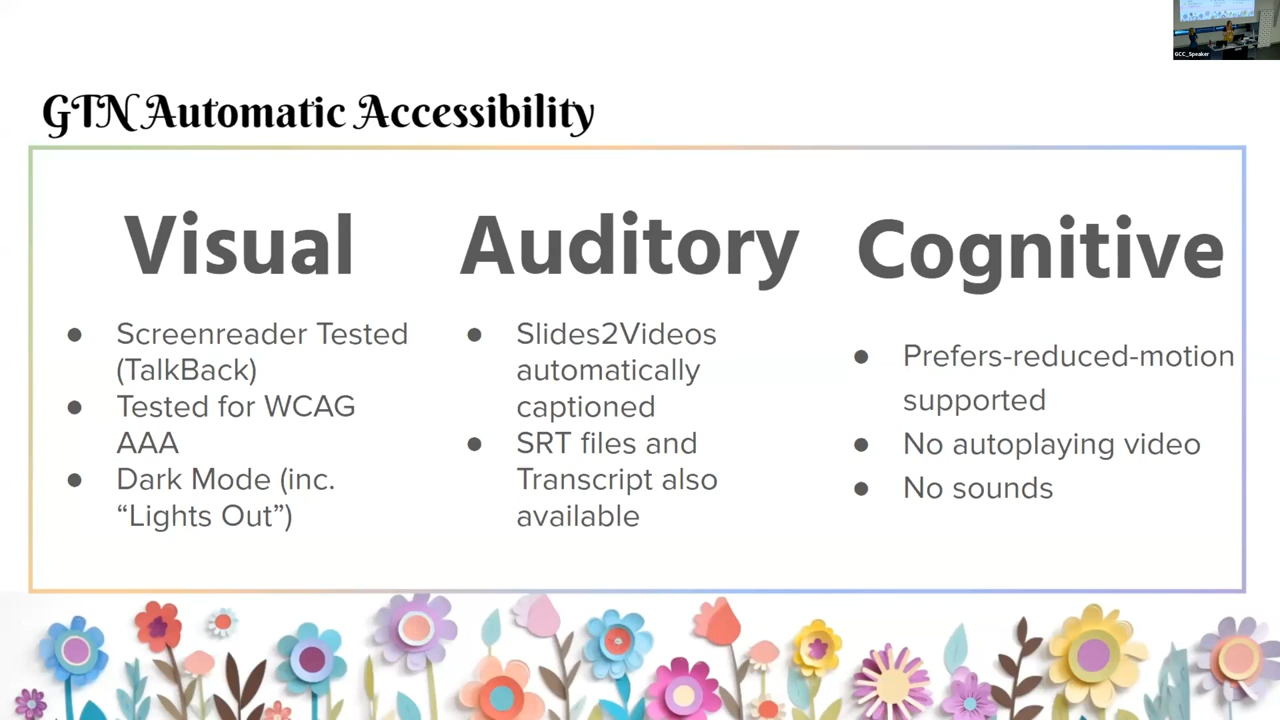 GCC_Speaker
GTN Automatic Accessibility
Visual
● Screenreader Tested
(TalkBack)
● Tested for WCAG
AAA
● Dark Mode (inc.
“Lights Out”)
Auditory
● Slides2Videos
automatically
captioned
● SRT files and
Transcript also
available
Cognitive
● Prefers-reduced-motion
supported
● No autoplaying video
● No sounds